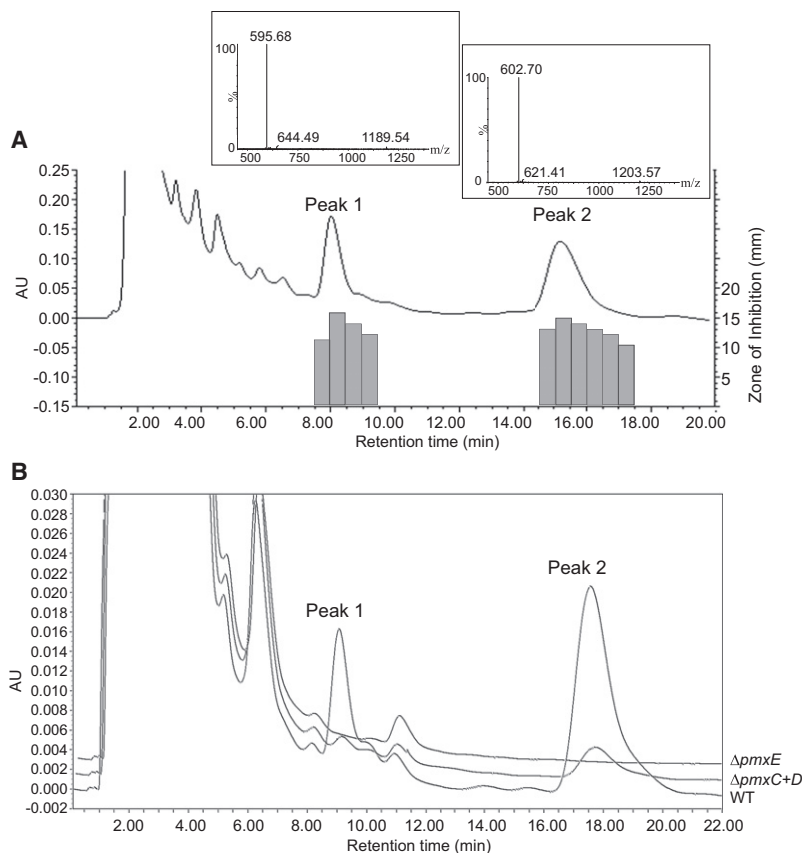 595.68
100
%
0
644.49
1189.54
500
750
1000
1250
m/z
602.70
100
%
0
621.41
1203.57
500
750
1000
1250
m/z
A
0.25
0.20
0.15
0.10
0.05
0.00
-0.05
-0.10
-0.15
AU
Peak 1
Peak 2
20
15
10
5
Zone of Inhibition (mm)
2.00 4.00 6.00 8.00 10.00 12.00 14.00 16.00 18.00 20.00
Retention time (min)
B
0.030
0.028
0.026
0.024
0.022
0.020
0.018
0.016
0.014
0.012
0.010
0.008
0.006
0.004
0.002
0.000
-0.002
AU
Peak 1
Peak 2
ΔpmxE
ΔpmxC+D
WT
2.00 4.00 6.00 8.00 10.00 12.00 14.00 16.00 18.00 20.00 22.00
Retention time (min)